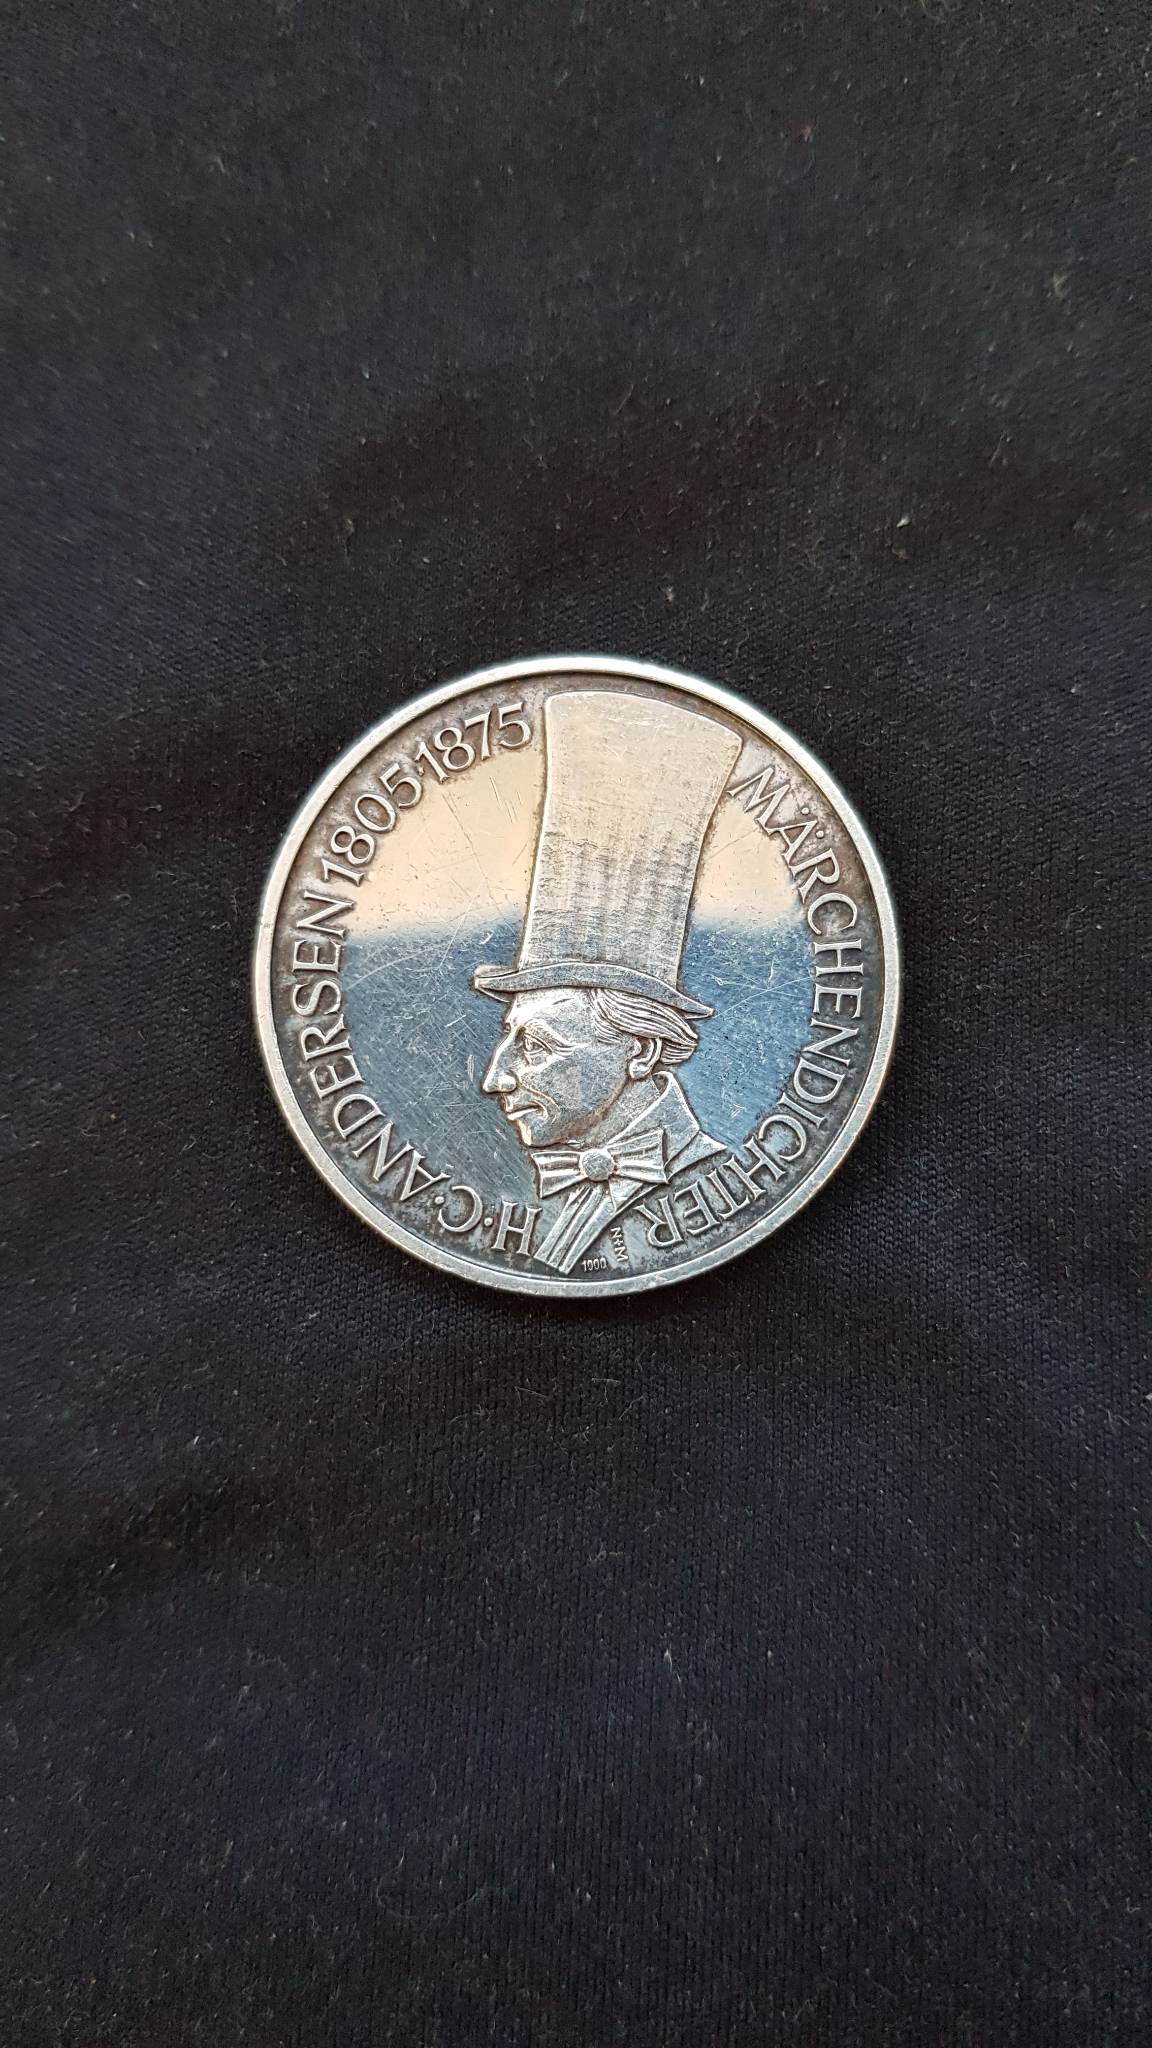 H·C·ANDERSEN 1805·1875
MÄRCHENDICHTER
1000
N+M